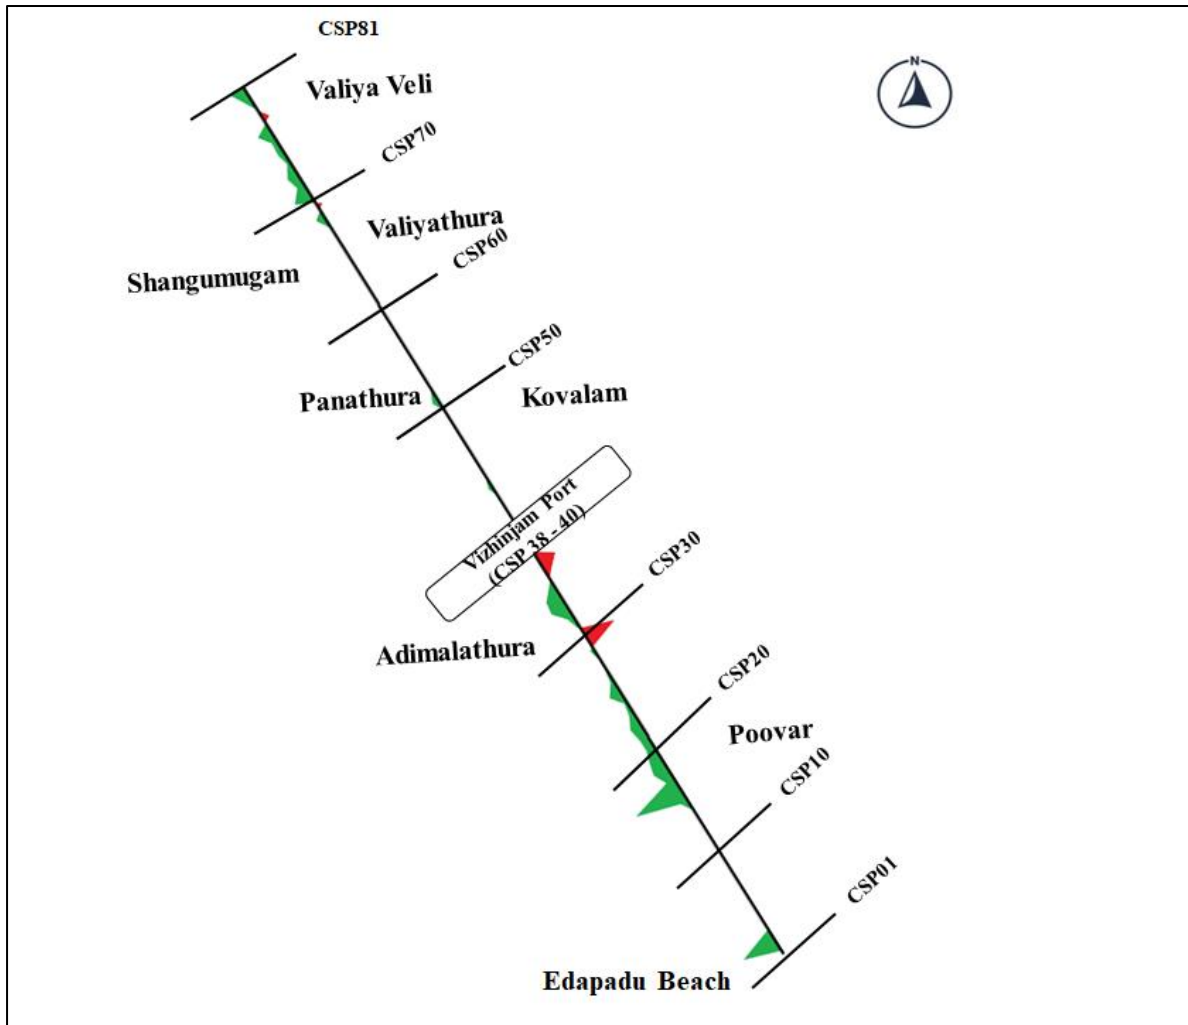 CSP81
Valiya Veli
N
CSP70
Valiyathura
CSP60
Shangumugam
CSP50
Panathura
Kovalam
Vizhinjam Port
(CSP 38 - 40)
CSP30
Adimalathura
CSP20
Poovar
CSP10
CSP01
Edapadu Beach